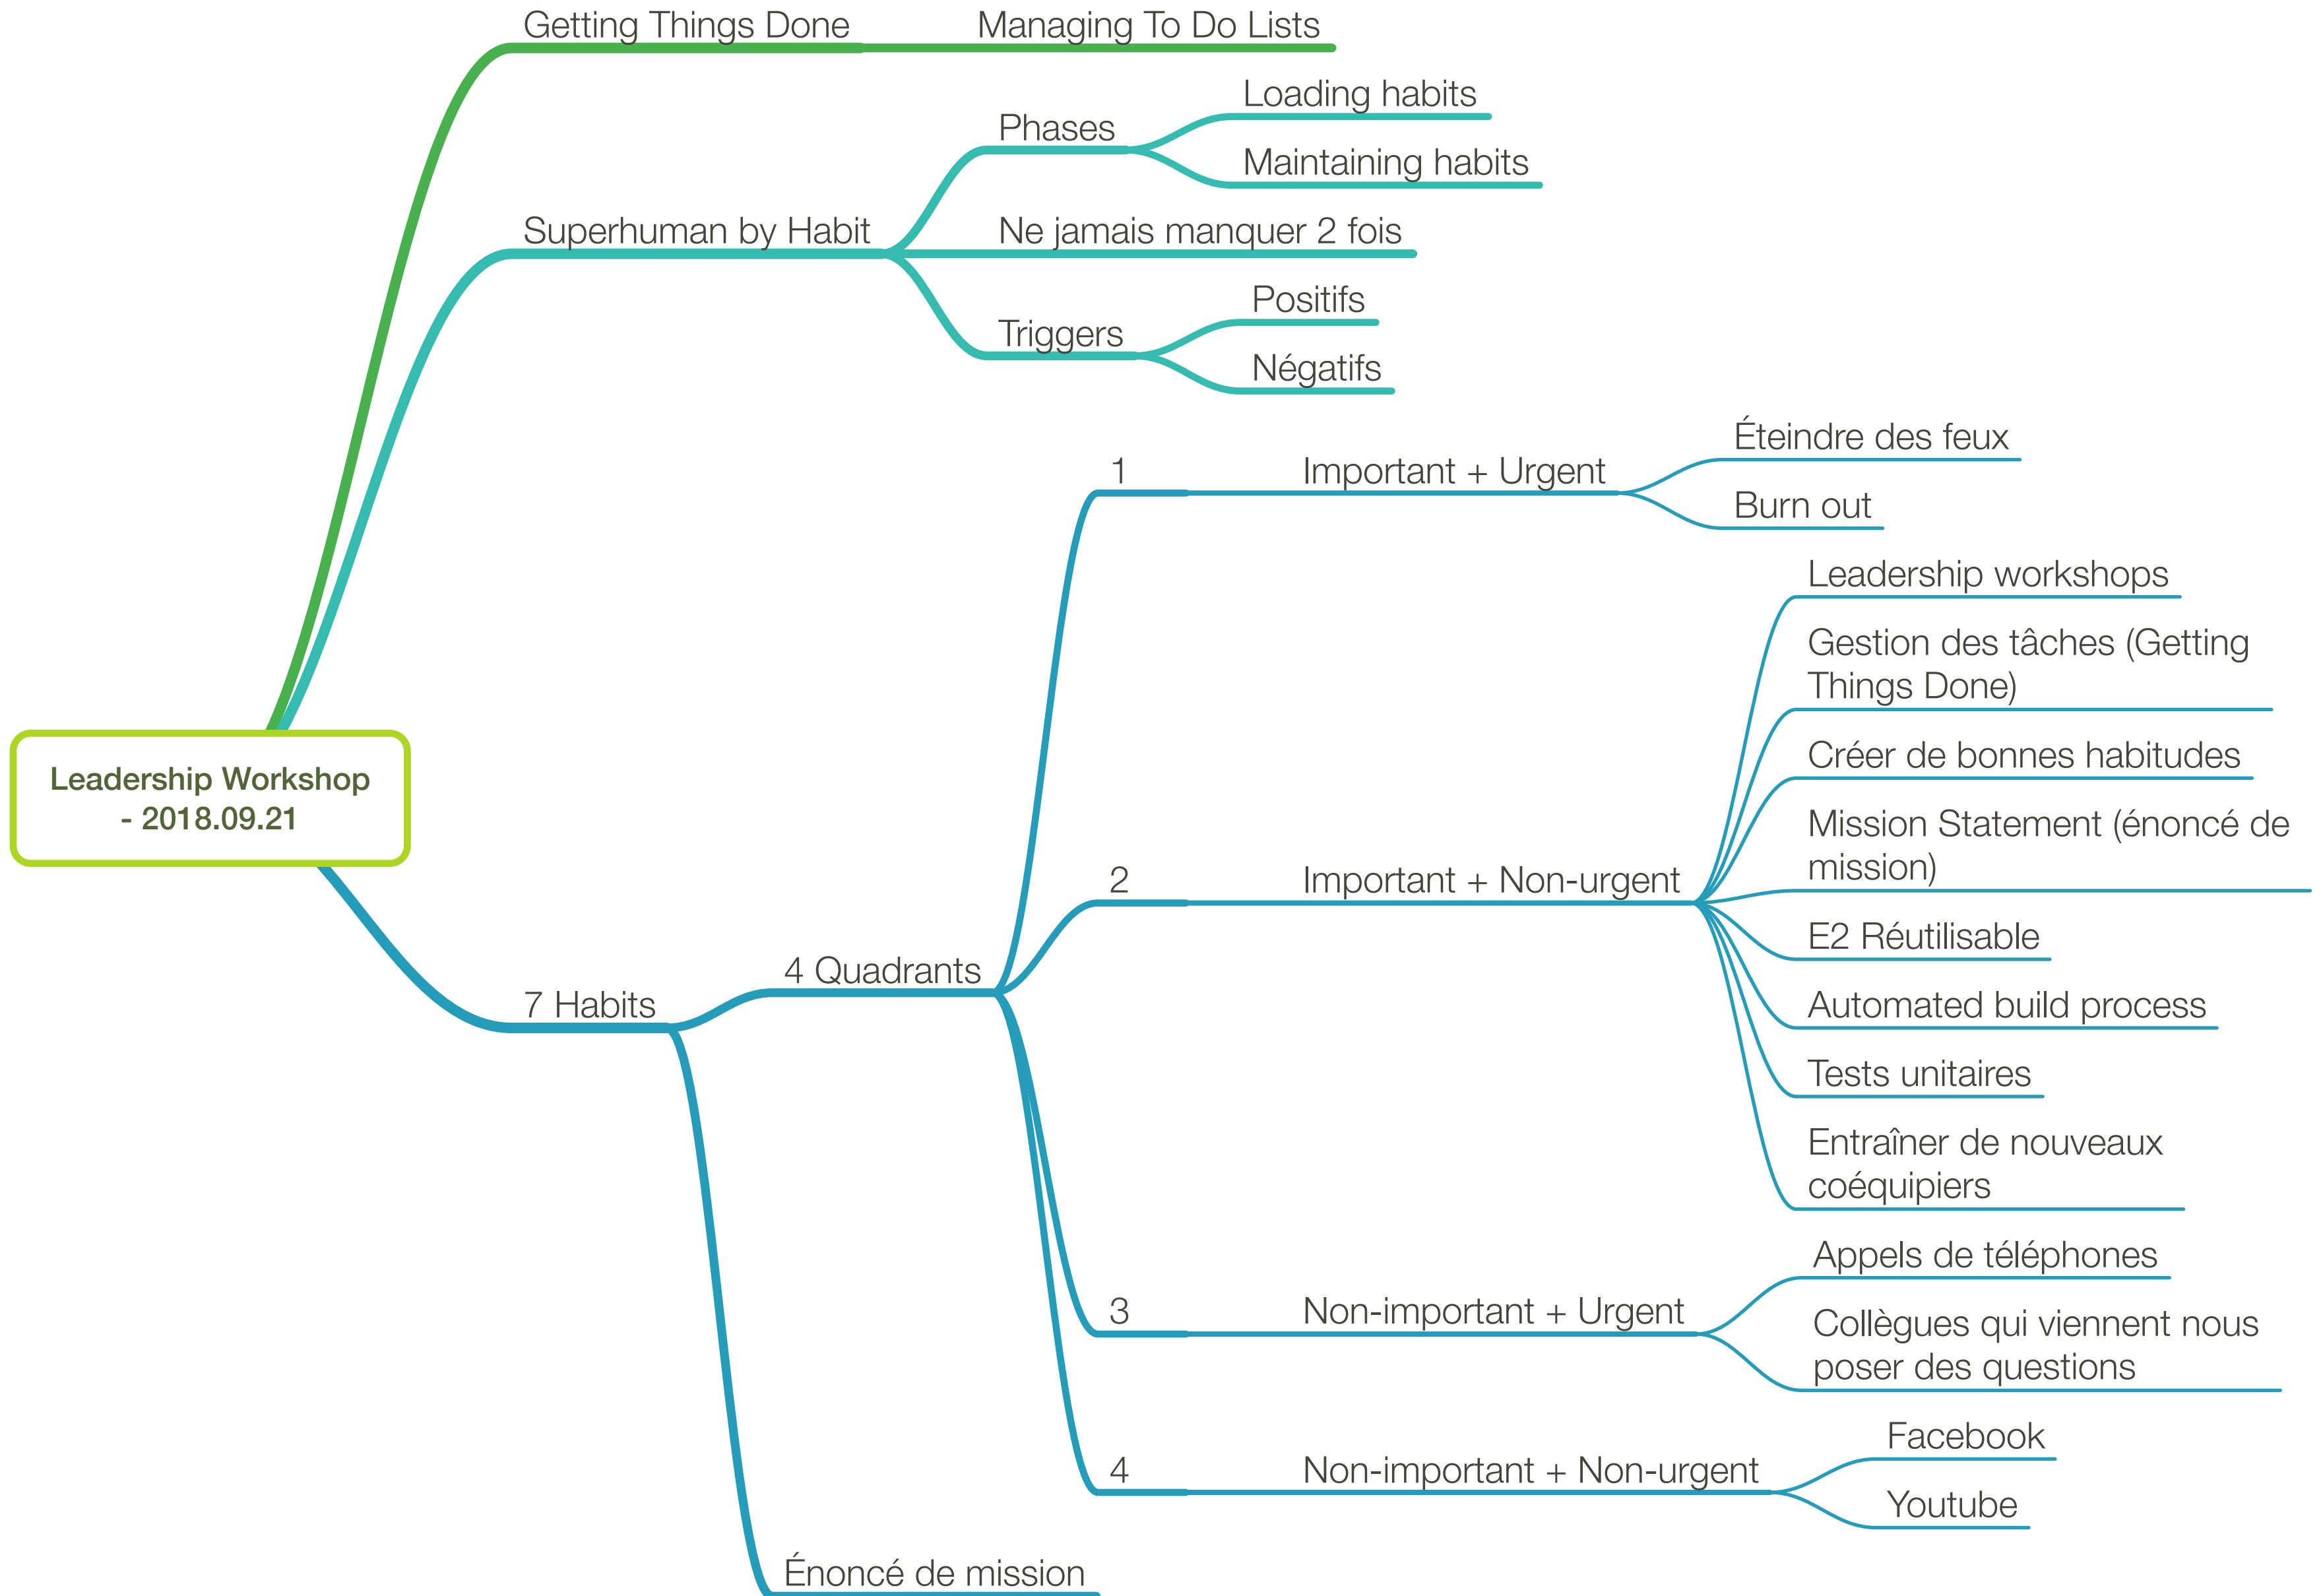 Getting Things Done
Managing To Do Lists
Superhuman by Habit
Phases
Loading habits
Maintaining habits
Ne jamais manquer 2 fois
Triggers
Positifs
Négatifs
Leadership Workshop
- 2018.09.21
7 Habits
4 Quadrants
1
Important + Urgent
Éteindre des feux
Burn out
2
Important + Non-urgent
Leadership workshops
Gestion des tâches (Getting
Things Done)
Créer de bonnes habitudes
Mission Statement (énoncé de
mission)
E2 Réutilisable
Automated build process
Tests unitaires
Entraîner de nouveaux
coéquipiers
3
Non-important + Urgent
Appels de téléphones
Collègues qui viennent nous
poser des questions
4
Non-important + Non-urgent
Facebook
Youtube
Énoncé de mission